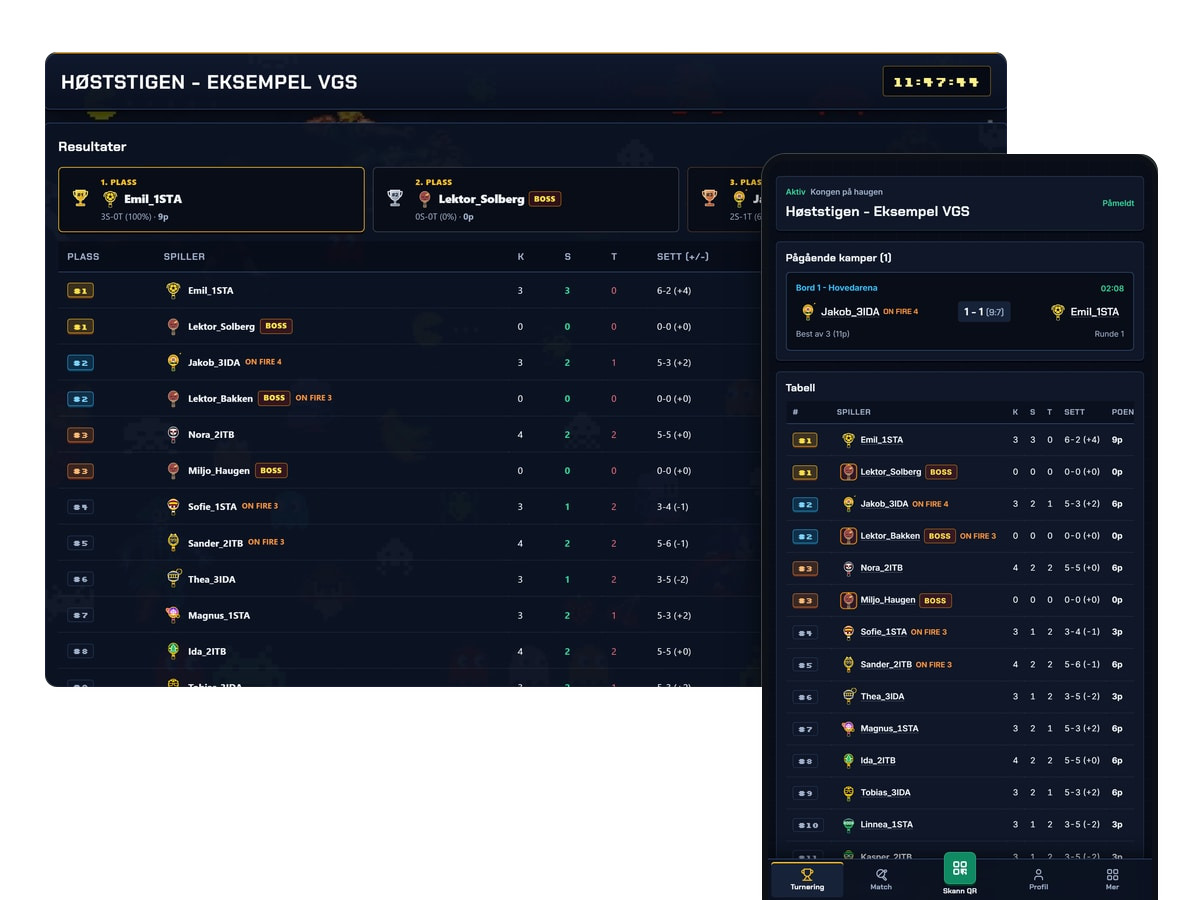 HØSTSTIGEN - EKSEMPEL VGS
11:47:44
Resultater
1. PLASS
Emil_1STA
3S-0T (100%) · 9p
2. PLASS
Lektor_Solberg BOSS
0S-0T (0%) · 0p
3. PLAS
2S-1T (6
PLASS SPILLER K S T SETT (+/-)
#1 Emil_1STA 3 3 0 6-2 (+4)
#1 Lektor_Solberg BOSS 0 0 0 0-0 (+0)
#2 Jakob_3IDA ON FIRE 4 3 2 1 5-3 (+2)
#2 Lektor_Bakken BOSS ON FIRE 3 0 0 0 0-0 (+0)
#3 Nora_2ITB 4 2 2 5-5 (+0)
#3 Miljo_Haugen BOSS 0 0 0 0-0 (+0)
#4 Sofie_1STA ON FIRE 3 3 1 2 3-4 (-1)
#5 Sander_2ITB ON FIRE 3 4 2 2 5-6 (-1)
#6 Thea_3IDA 3 1 2 3-5 (-2)
#7 Magnus_1STA 3 2 1 5-3 (+2)
#8 Ida_2ITB 4 2 2 5-5 (+0)
Tobias_3IDA
Aktiv Kongen på haugen
Høststigen - Eksempel VGS
Påmeldt
Pågående kamper (1)
Bord 1 - Hovedarena 02:08
Jakob_3IDA ON FIRE 4 1 - 1 (9:7) Emil_1STA
Best av 3 (11p) Runde 1
Tabell
# SPILLER K S T SETT POEN
#1 Emil_1STA 3 3 0 6-2 (+4) 9p
#1 Lektor_Solberg BOSS 0 0 0 0-0 (+0) 0p
#2 Jakob_3IDA ON FIRE 4 3 2 1 5-3 (+2) 6p
#2 Lektor_Bakken BOSS ON FIRE 3 0 0 0 0-0 (+0) 0p
#3 Nora_2ITB 4 2 2 5-5 (+0) 6p
#3 Miljo_Haugen BOSS 0 0 0 0-0 (+0) 0p
#4 Sofie_1STA ON FIRE 3 3 1 2 3-4 (-1) 3p
#5 Sander_2ITB ON FIRE 3 4 2 2 5-6 (-1) 6p
#6 Thea_3IDA 3 1 2 3-5 (-2) 3p
#7 Magnus_1STA 3 2 1 5-3 (+2) 6p
#8 Ida_2ITB 4 2 2 5-5 (+0) 6p
#9 Tobias_3IDA 3 2 1 5-3 (+2) 6p
#10 Linnea_1STA 3 1 2 3-5 (-2) 3p
#11 Kasper_2ITB 3 1 2 3-5 (-2) 3p
Turnering Match Skann QR Profil Mer